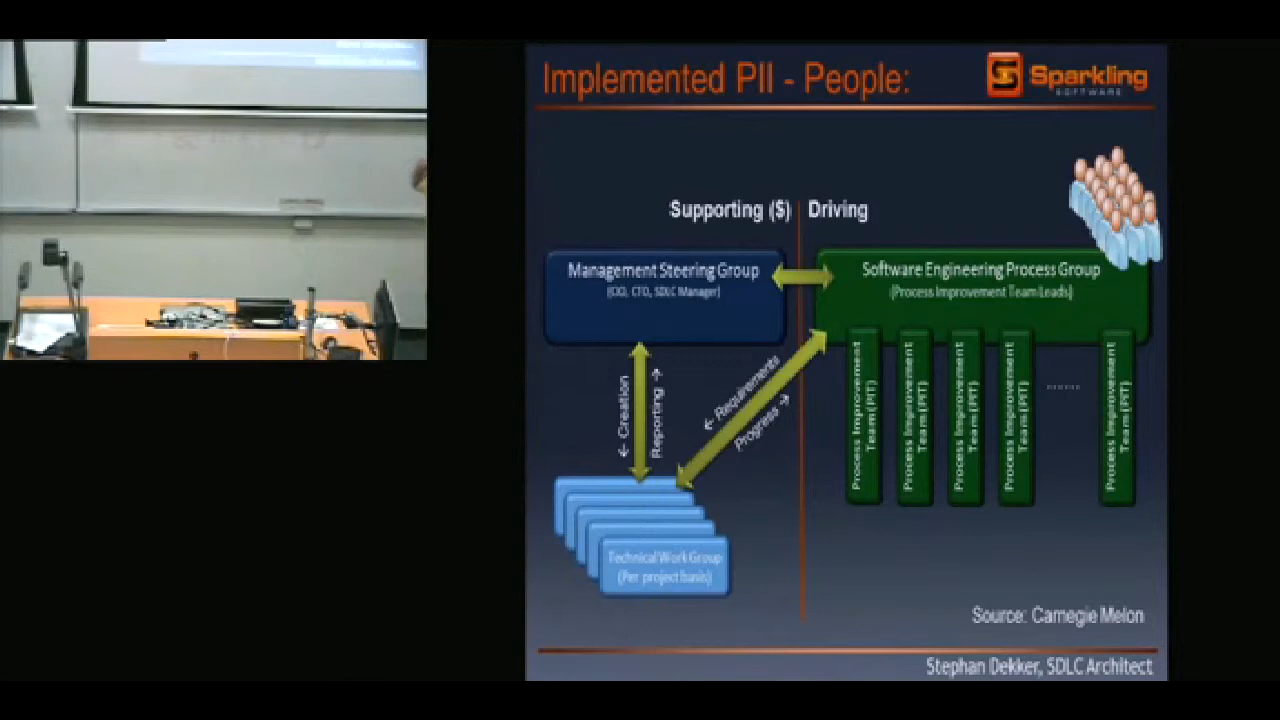 Implemented PII - People:
Sparkling
SOFTWARE
Supporting ($)
Driving
Management Steering Group
(CIO, CTO, SDLC Manager)
Software Engineering Process Group
(Process Improvement Team Leads)
← Creation
Reporting →
← Requirements
Progress →
Process Improvement
Team (PIT)
Process Improvement
Team (PIT)
Process Improvement
Team (PIT)
Process Improvement
Team (PIT)
......
Process Improvement
Team (PIT)
Technical Work Group
(Per project basis)
Source: Carnegie Melon
Stephan Dekker, SDLC Architect